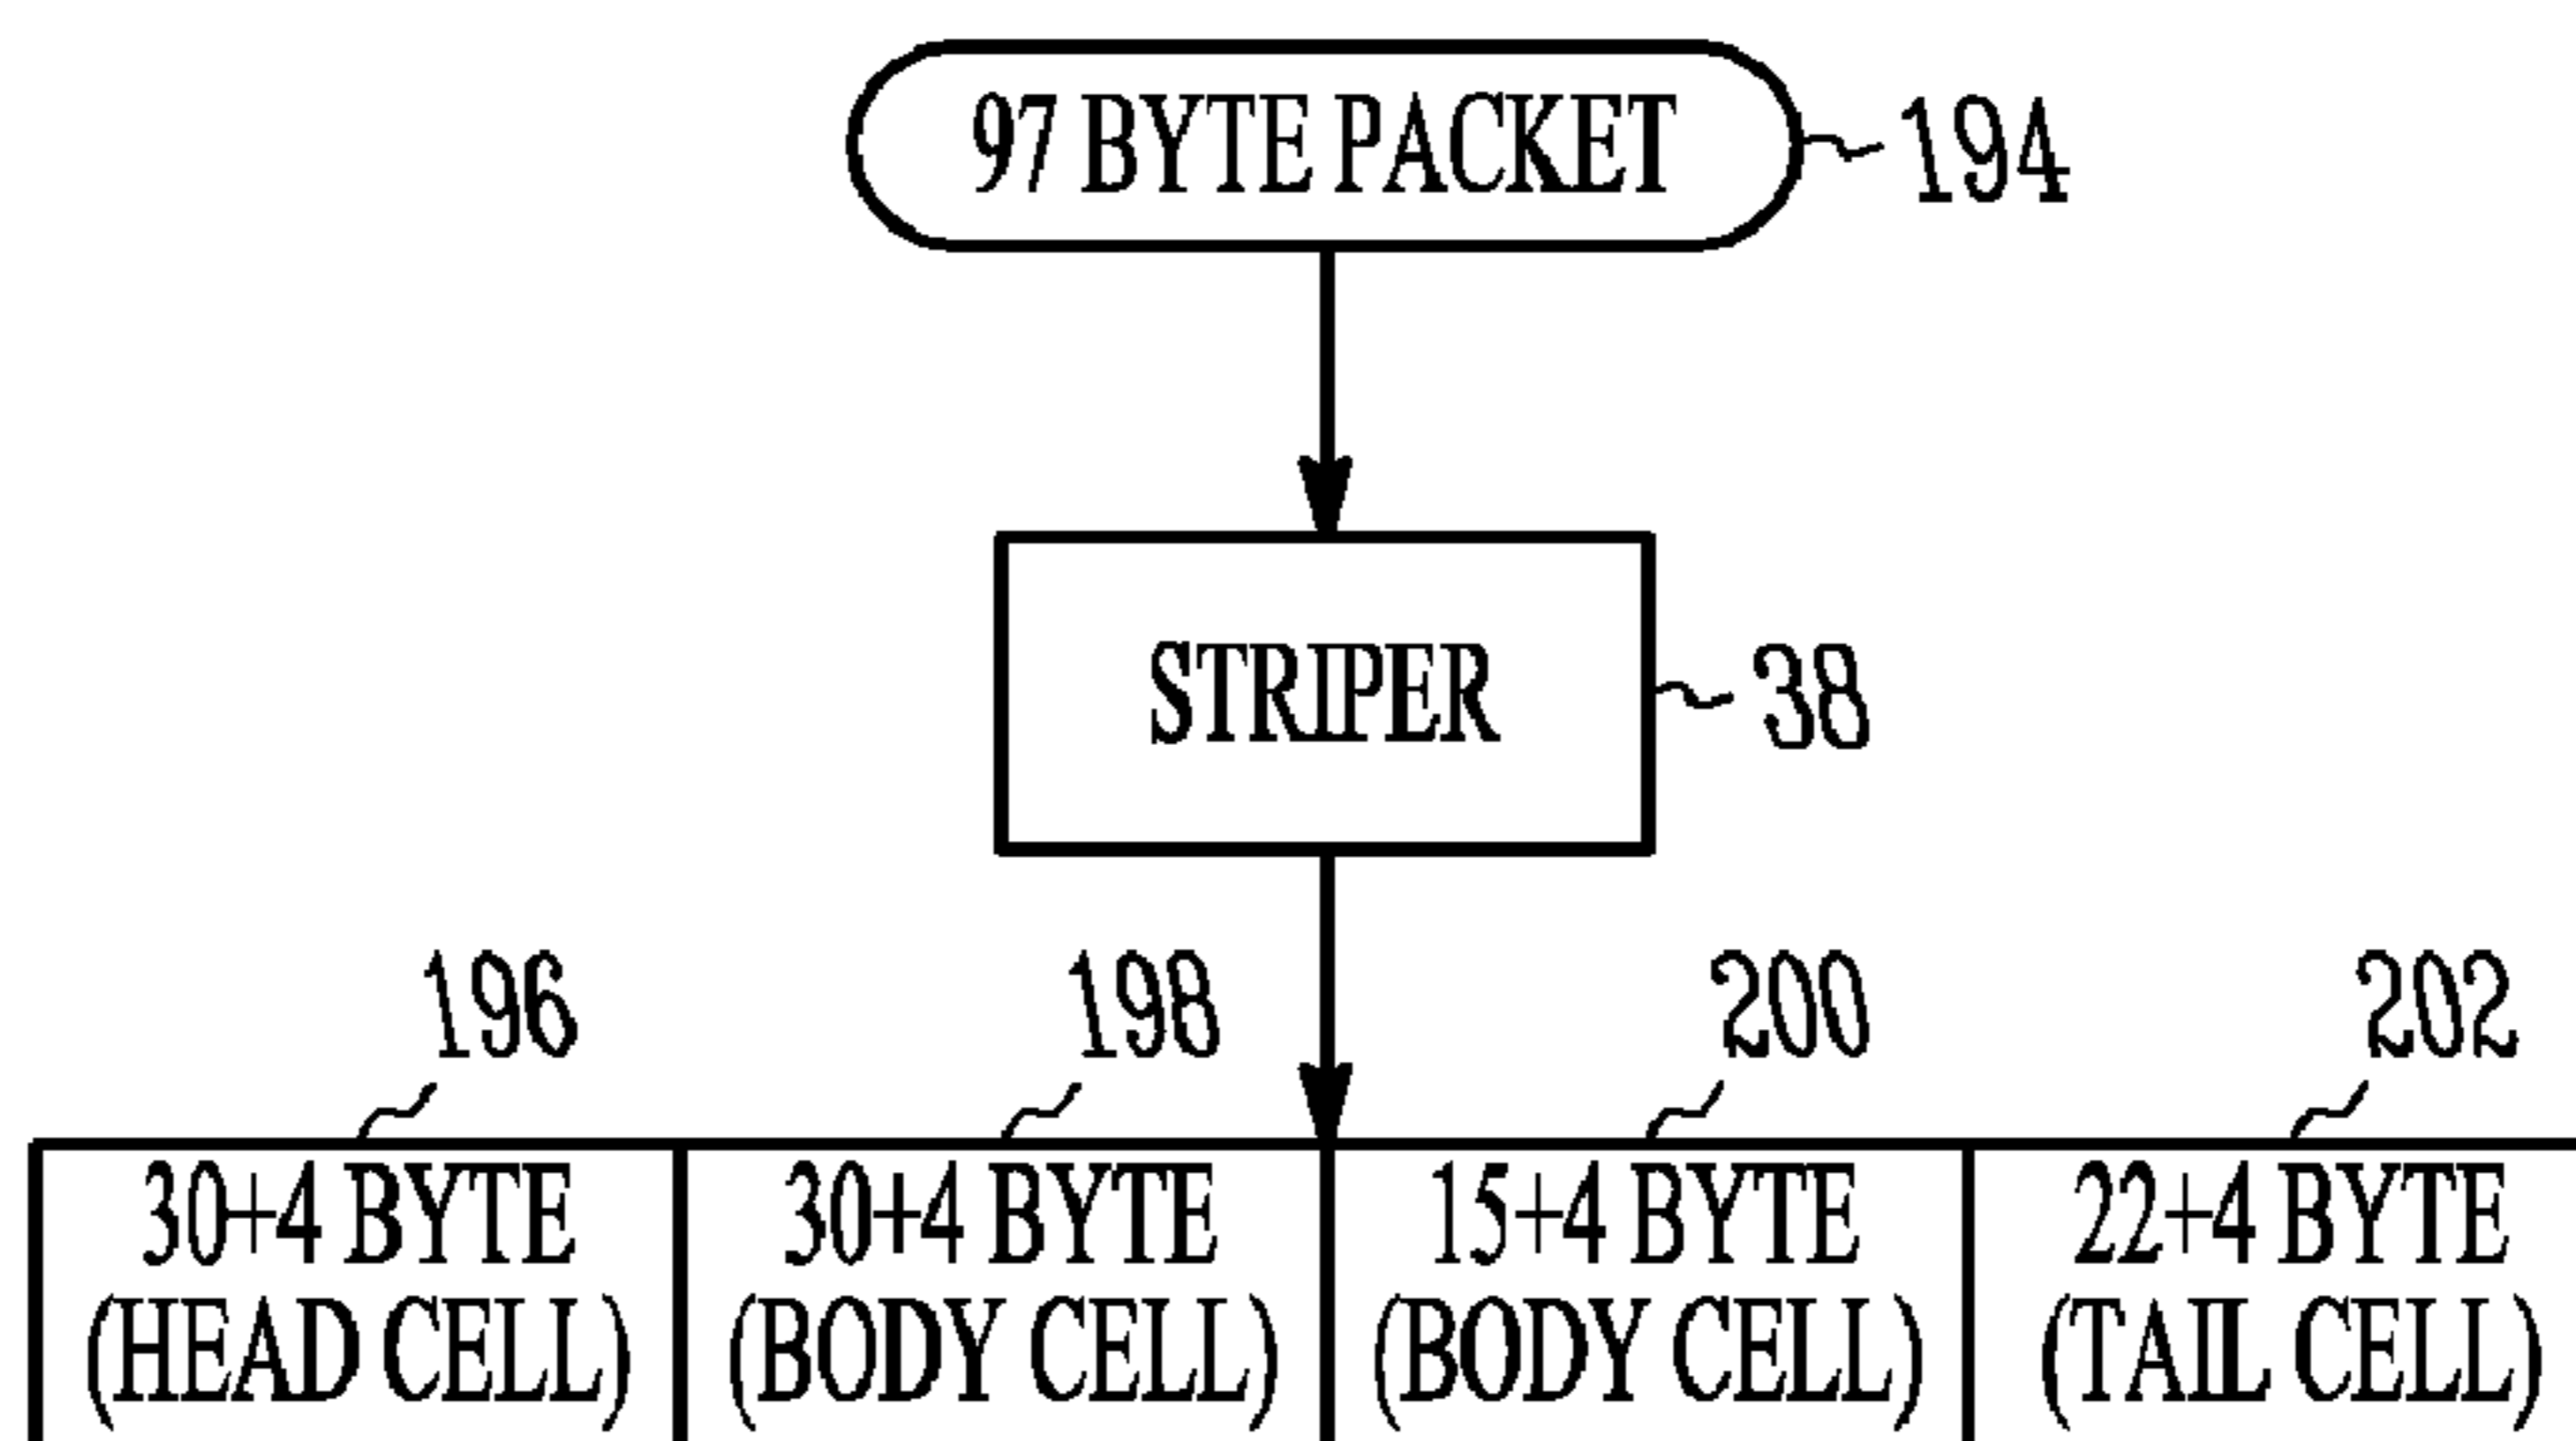 97 BYTE PACKET
194
STRIPER
38
196
198
200
202
30+4 BYTE
(HEAD CELL)
30+4 BYTE
(BODY CELL)
15+4 BYTE
(BODY CELL)
22+4 BYTE
(TAIL CELL)